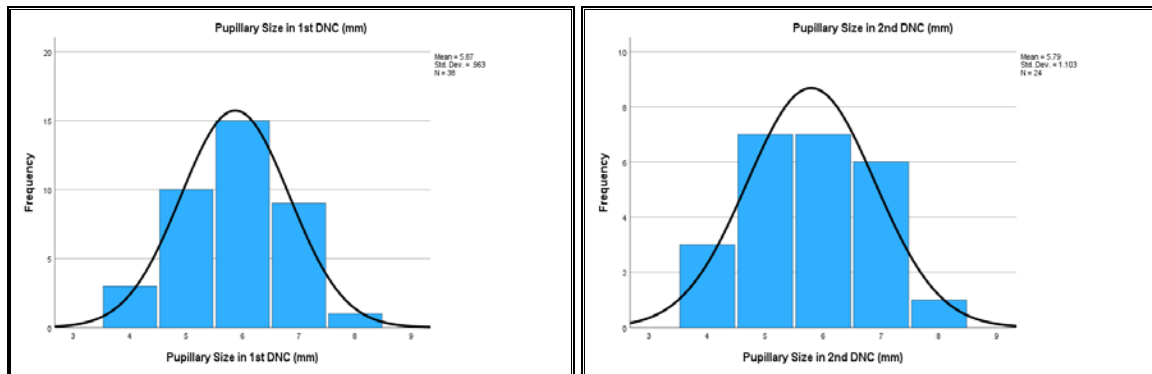 Pupillary Size in 1st DNC (mm)
Mean = 5.87
Std. Dev. = .963
N = 38
20
15
10
5
0
Frequency
3 4 5 6 7 8 9
Pupillary Size in 1st DNC (mm)
Pupillary Size in 2nd DNC (mm)
Mean = 5.79
Std. Dev. = 1.103
N = 24
10
8
6
4
2
0
Frequency
3 4 5 6 7 8 9
Pupillary Size in 2nd DNC (mm)